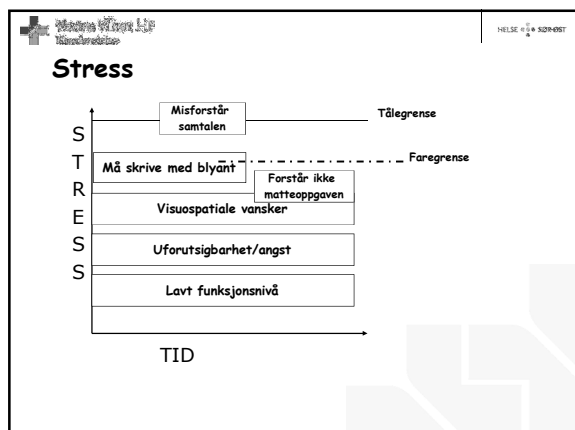 HELSE SØR-ØST
Stress
Misforstår
samtalen
Tålegrense
Må skrive med blyant
Faregrense
Forstår ikke
matteoppgaven
Visuospatiale vansker
Uforutsigbarhet/angst
Lavt funksjonsnivå
S
T
R
E
S
S
TID